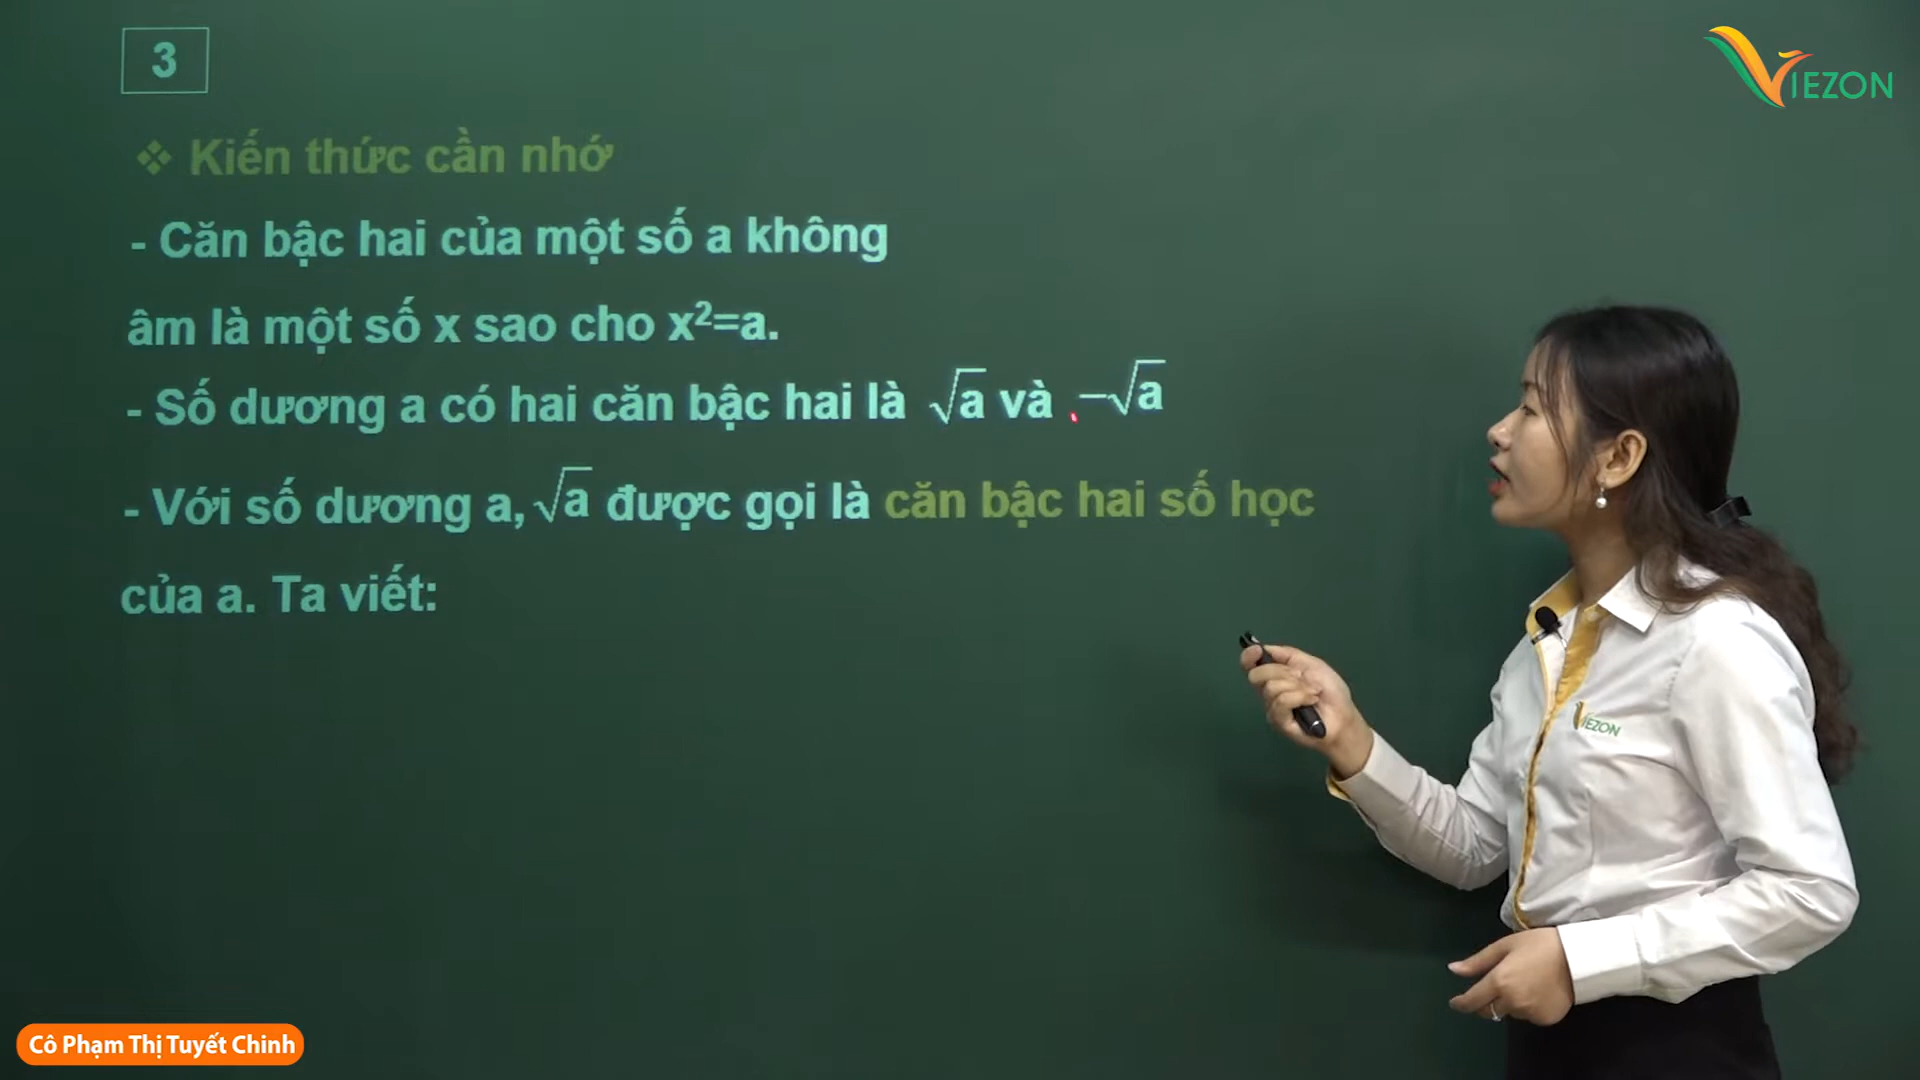 3
VIEZON
❖ Kiến thức cần nhớ
- Căn bậc hai của một số a không
âm là một số x sao cho x²=a.
- Số dương a có hai căn bậc hai là √a và −√a
- Với số dương a, √a được gọi là căn bậc hai số học
của a. Ta viết:
VIEZON
Cô Phạm Thị Tuyết Chinh